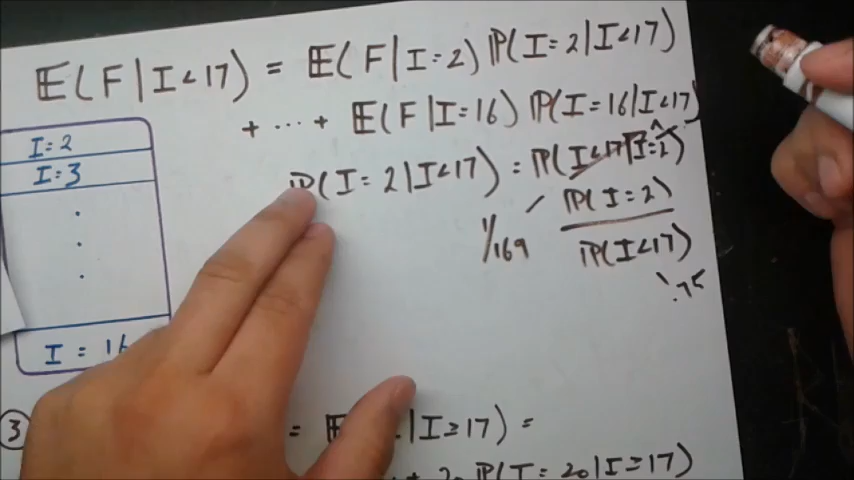 𝔼(F|I<17) = 𝔼(F|I=2) ℙ(I=2|I<17)
+ ... + 𝔼(F|I=16) ℙ(I=16|I<17)
I=2
I=3
.
.
.
I = 16
ℙ(I=2|I<17) = ℙ(I<17|I=2)
ℙ(I=2)
1/169
ℙ(I<17)
.75
3
= 𝔼 |I≥17) =
20 ℙ(I=20|I≥17)